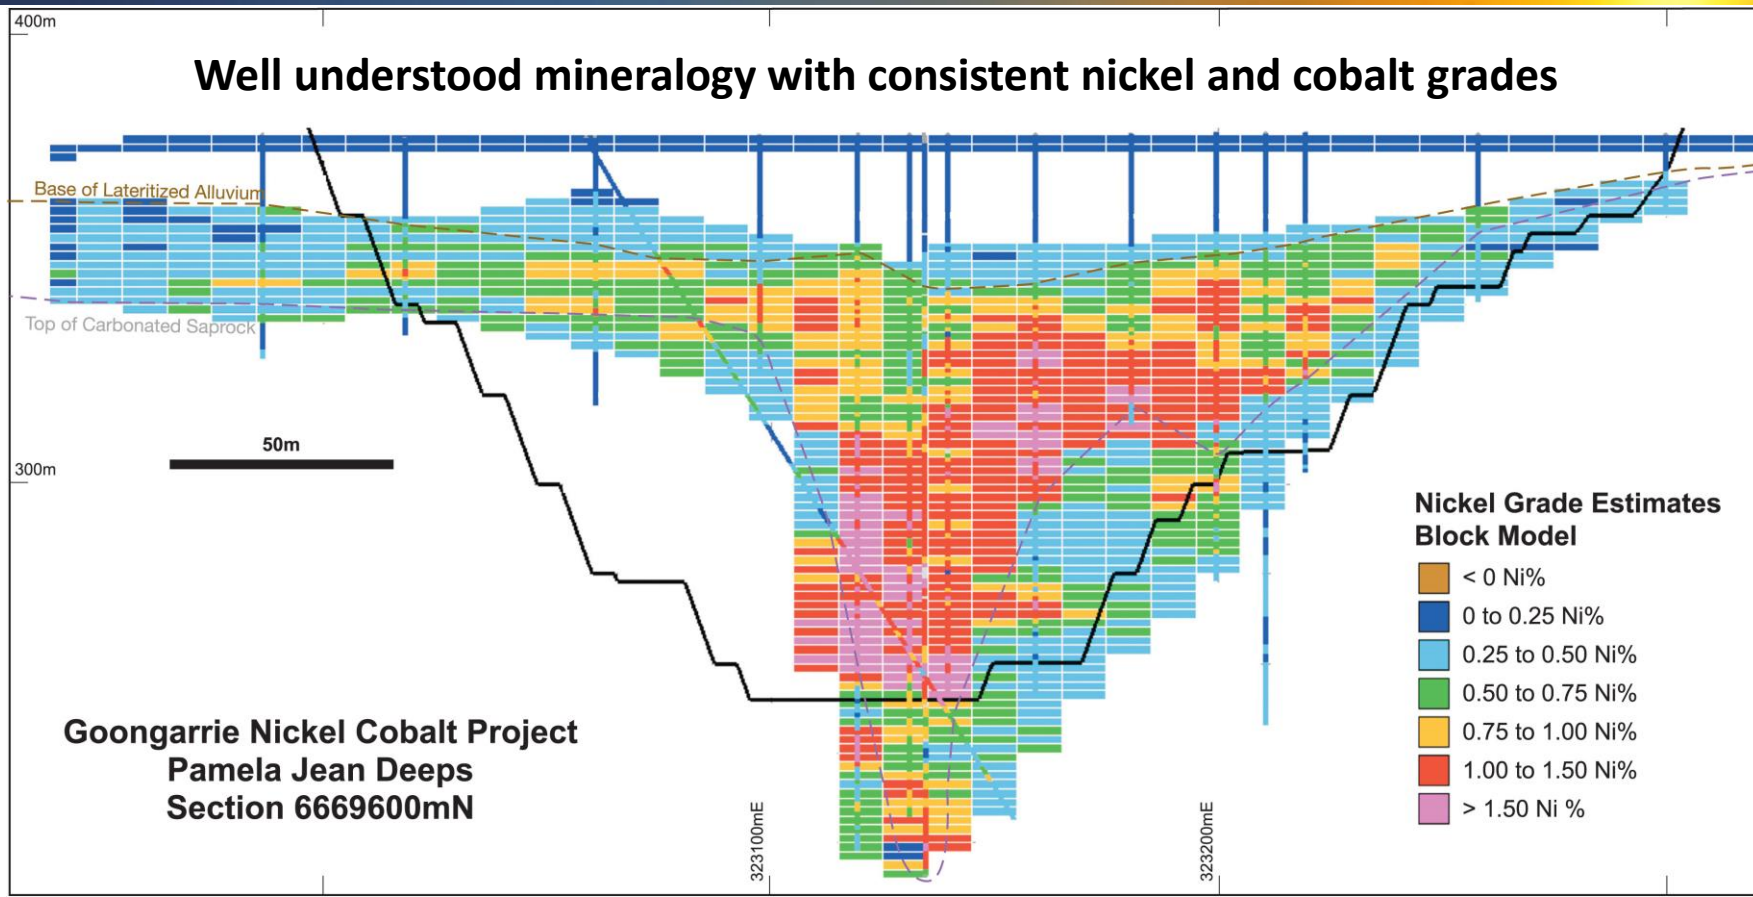 400m
Well understood mineralogy with consistent nickel and cobalt grades
Base of Lateritized Alluvium
Top of Carbonated Saprock
50m
300m
Nickel Grade Estimates
Block Model
< 0 Ni%
0 to 0.25 Ni%
0.25 to 0.50 Ni%
0.50 to 0.75 Ni%
0.75 to 1.00 Ni%
1.00 to 1.50 Ni%
> 1.50 Ni %
Goongarrie Nickel Cobalt Project
Pamela Jean Deeps
Section 6669600mN
323100mE
323200mE